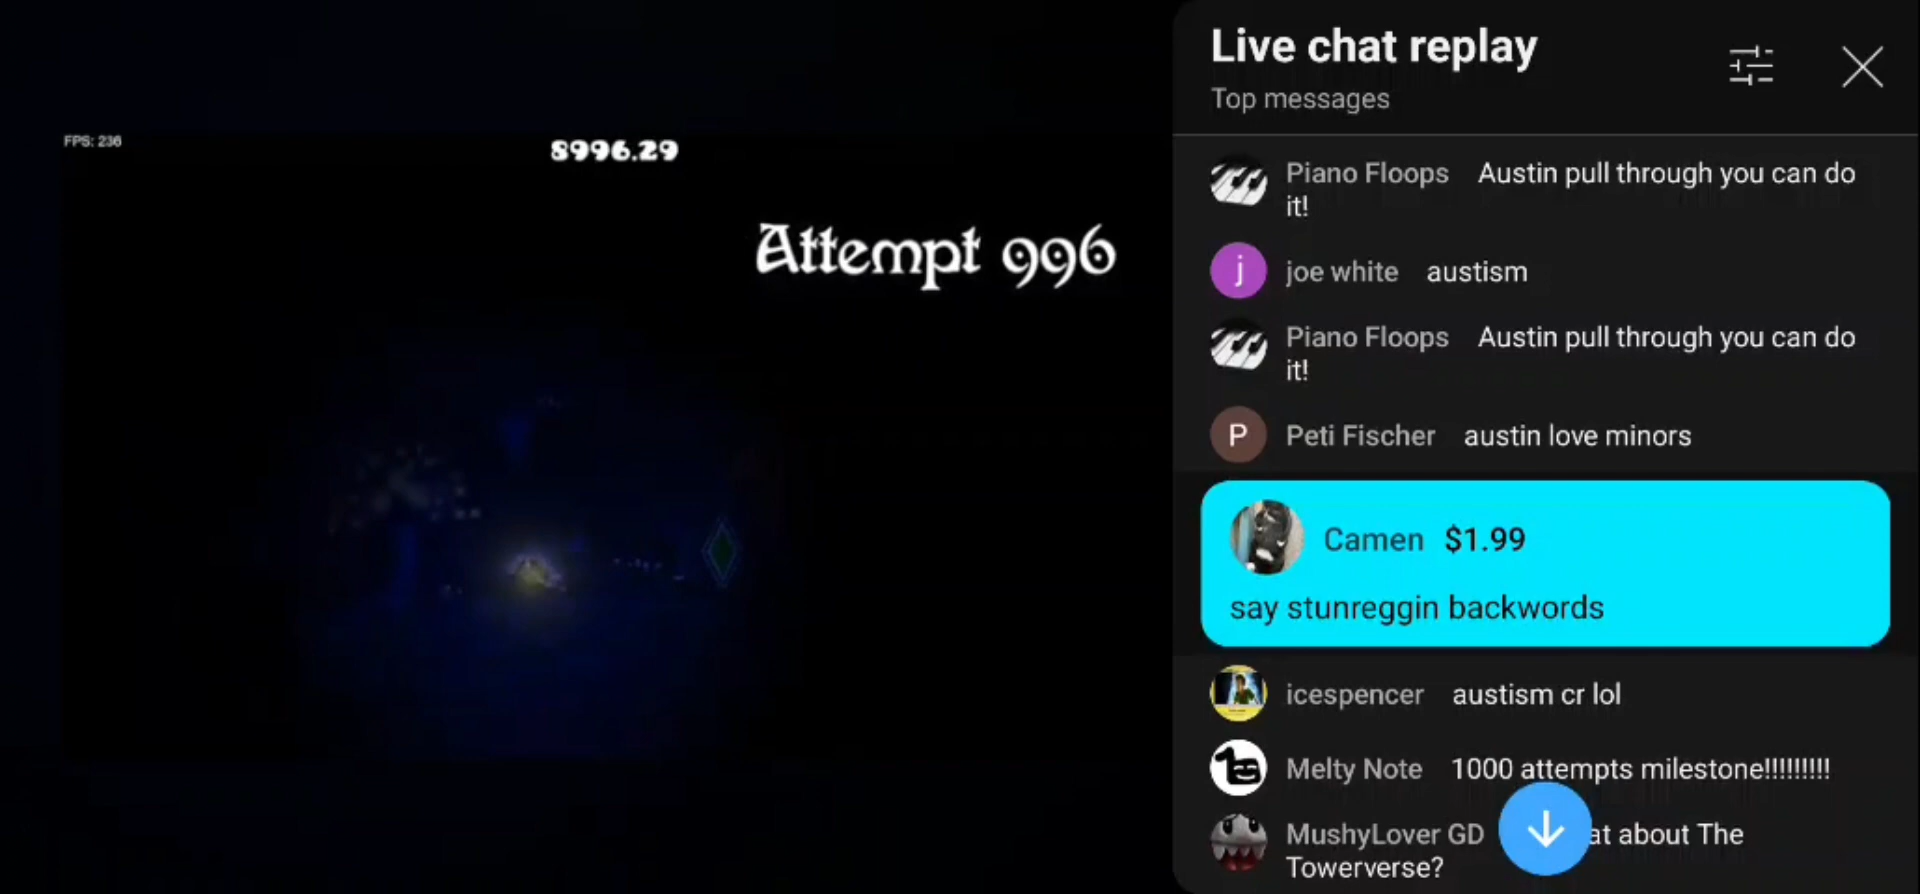 FPS: 236
8996.29
Attempt 996
Live chat replay
Top messages
Piano Floops Austin pull through you can do
it!
j joe white austism
Piano Floops Austin pull through you can do
it!
P Peti Fischer austin love minors
Camen $1.99
say stunreggin backwords
icespencer austism cr lol
Melty Note 1000 attempts milestone!!!!!!!!!
MushyLover GD at about The
Towerverse?